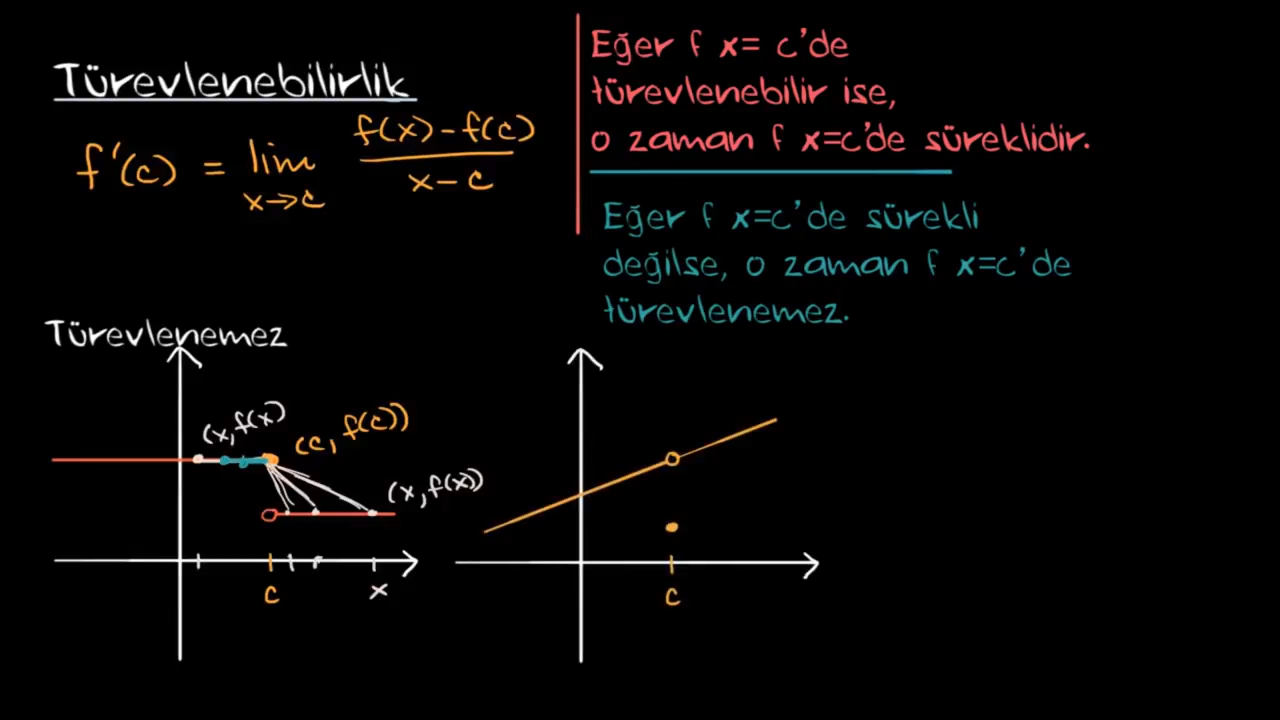 Türevlenebilirlik
f'(c) = lim x→c f(x)-f(c) / x-c
Eğer f x= c'de
türevlenebilir ise,
o zaman f x=c'de süreklidir.
Eğer f x=c'de sürekli
değilse, o zaman f x=c'de
türevlenemez.
Türevlenemez
(x,f(x)
(c, f(c))
(x,f(x))
c
x
c